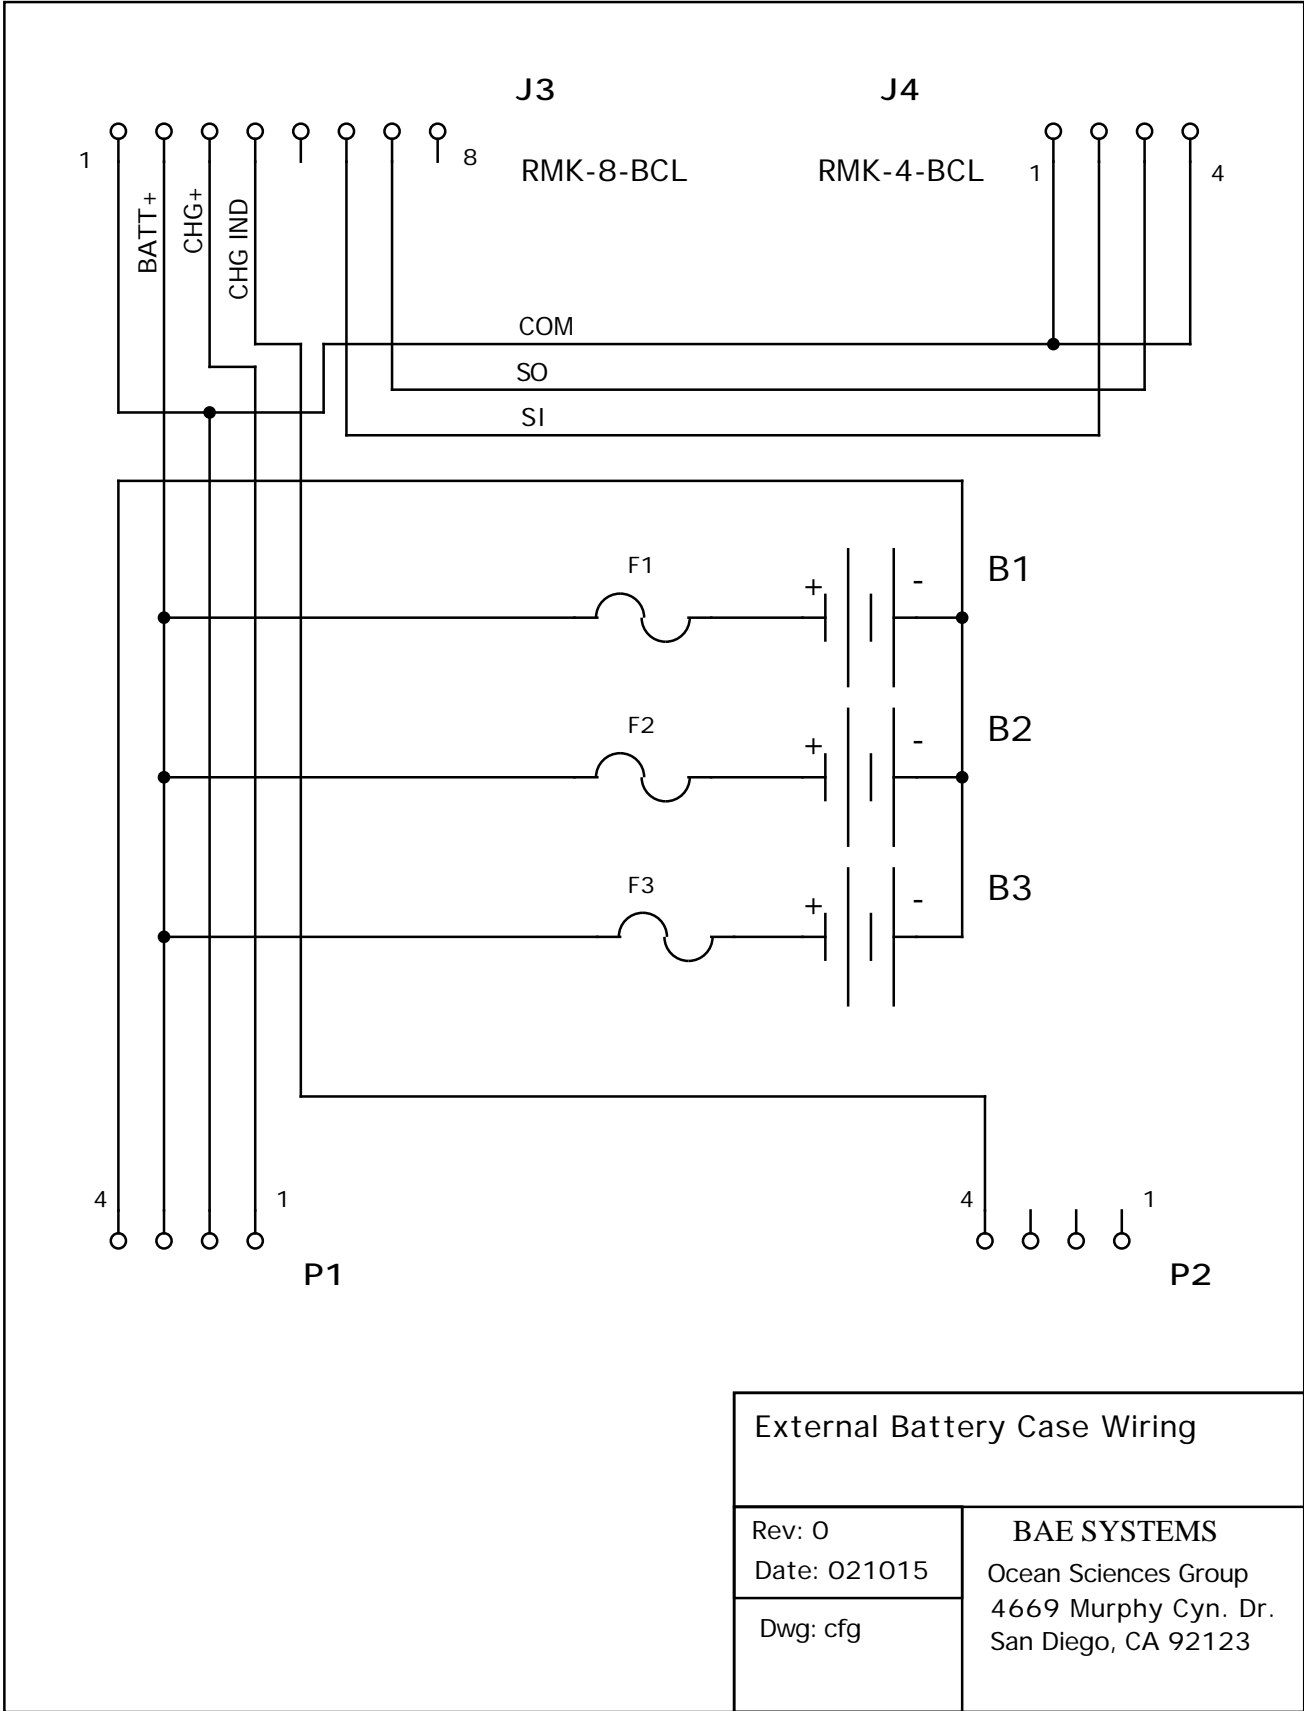 J3
J4
1
8
RMK-8-BCL
RMK-4-BCL
1
4
BATT+
CHG+
CHG IND
COM
SO
SI
F1
+
-
B1
F2
+
-
B2
F3
+
-
B3
4
1
P1
4
1
P2
External Battery Case Wiring
Rev: 0
Date: 021015
Dwg: cfg
BAE SYSTEMS
Ocean Sciences Group
4669 Murphy Cyn. Dr.
San Diego, CA 92123